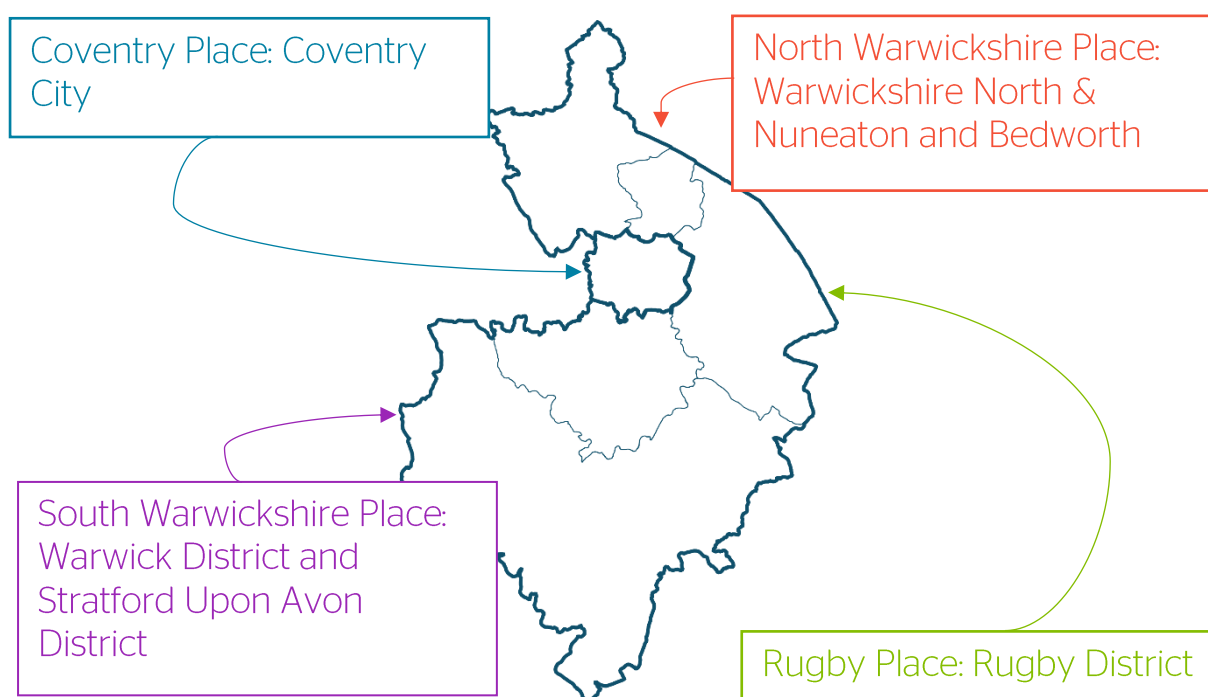 Coventry Place: Coventry
City
North Warwickshire Place:
Warwickshire North &
Nuneaton and Bedworth
South Warwickshire Place:
Warwick District and
Stratford Upon Avon
District
Rugby Place: Rugby District